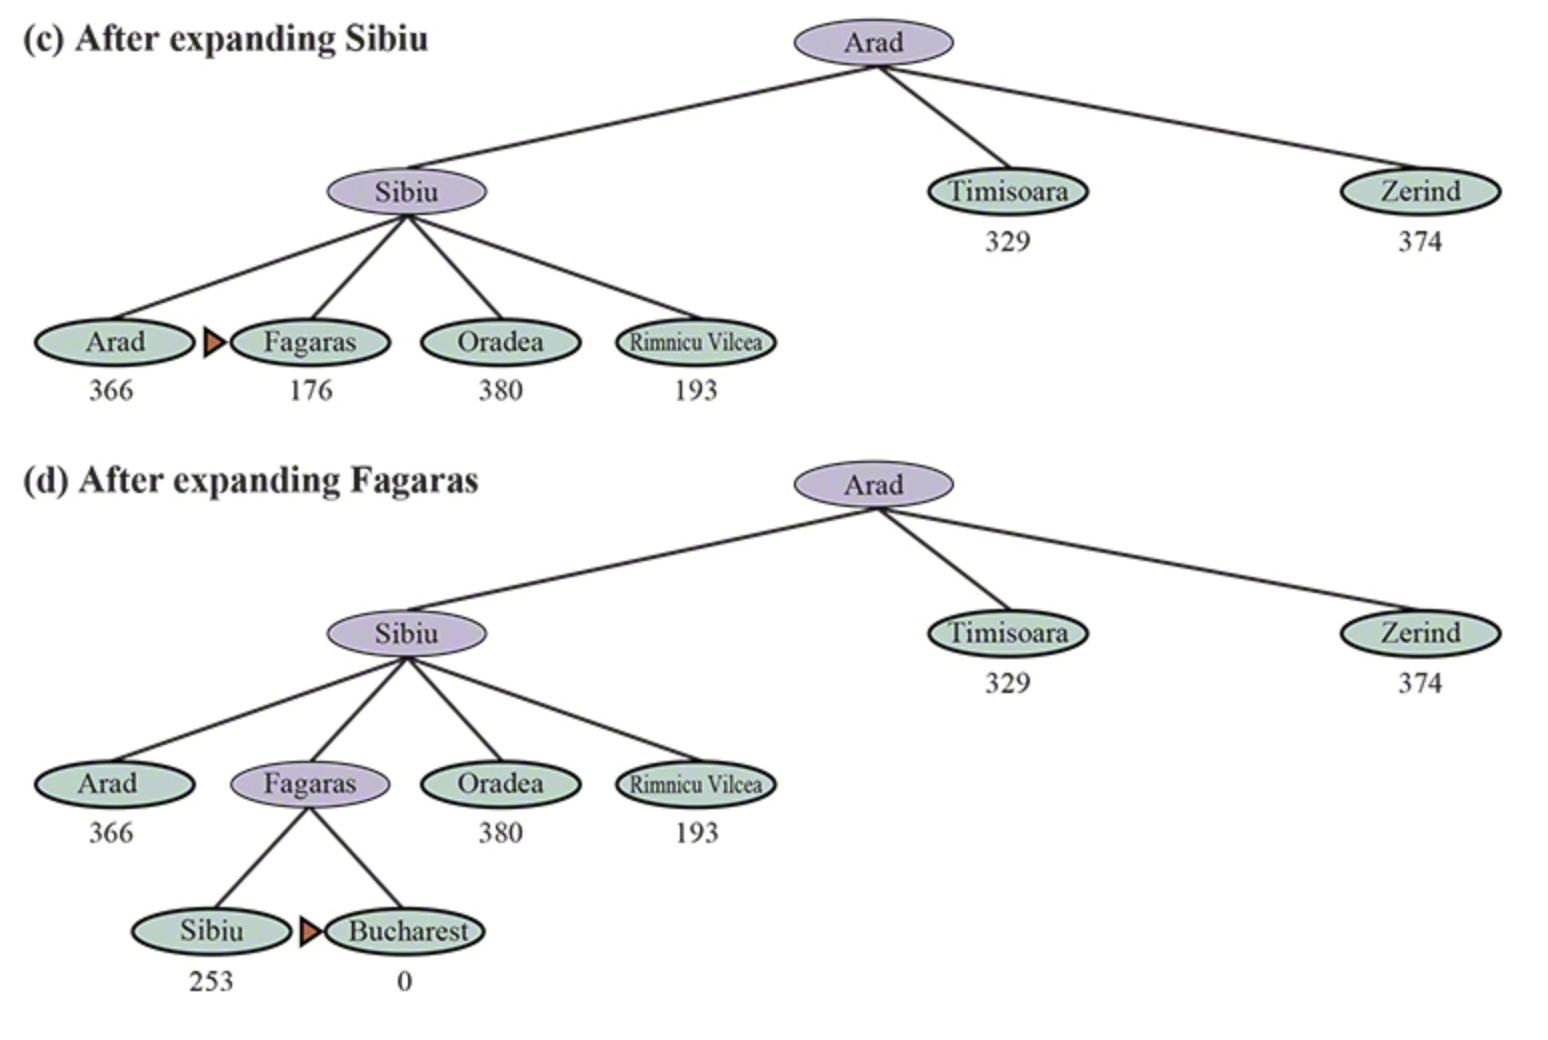 (c) After expanding Sibiu
Arad
Sibiu
Timisoara
Zerind
329
374
Arad
Fagaras
Oradea
Rimnicu Vilcea
366
176
380
193
(d) After expanding Fagaras
Arad
Sibiu
Timisoara
Zerind
329
374
Arad
Fagaras
Oradea
Rimnicu Vilcea
366
380
193
Sibiu
Bucharest
253
0